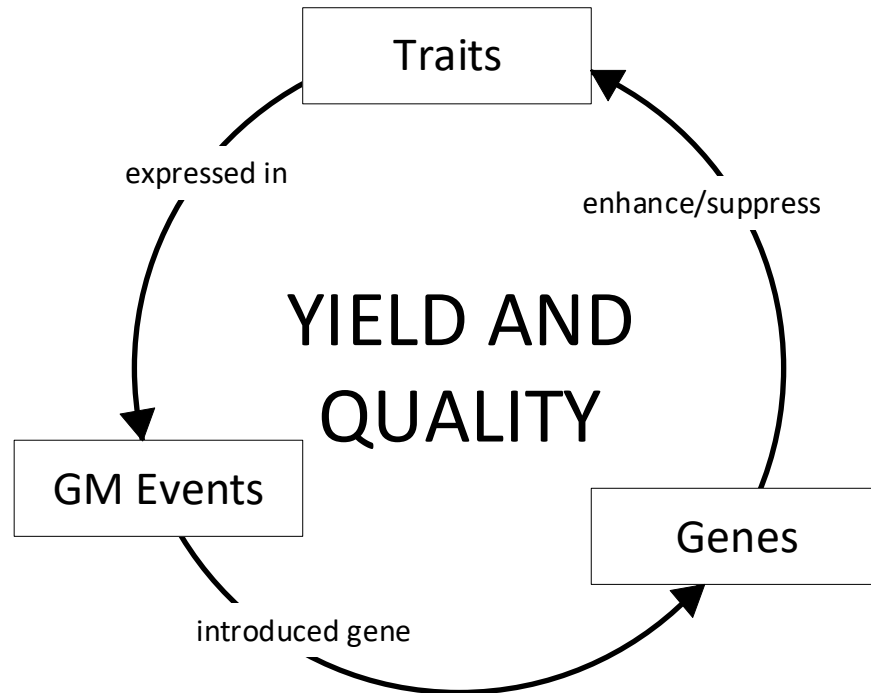 Traits
expressed in
enhance/suppress
YIELD AND
QUALITY
GM Events
Genes
introduced gene